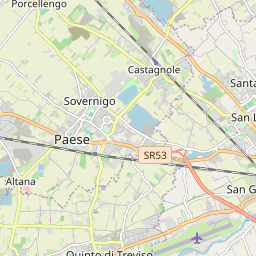 Porcellengo
Castagnole
Santa
Sovernigo
San L
Paese
SR53
Altana
San G
Quinto di Treviso